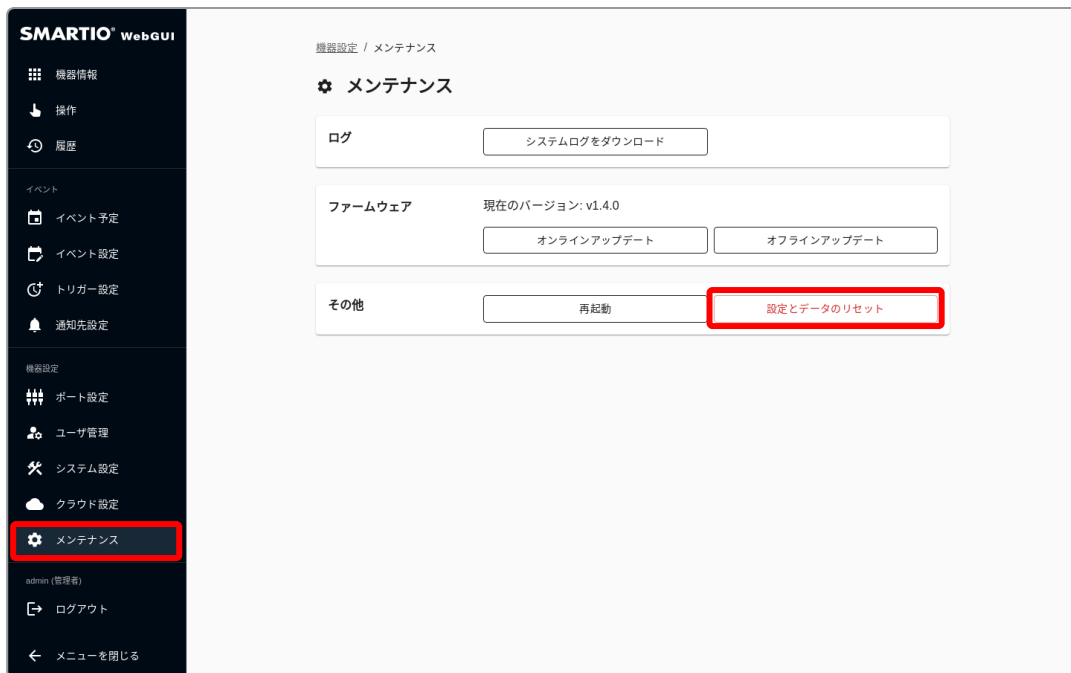 SMARTIO® WebGUI
機器情報
操作
履歴
イベント
イベント予定
イベント設定
トリガー設定
通知先設定
機器設定
ポート設定
ユーザ管理
システム設定
クラウド設定
メンテナンス
admin (管理者)
ログアウト
メニューを閉じる
機器設定 / メンテナンス
メンテナンス
ログ
システムログをダウンロード
ファームウェア
現在のバージョン: v1.4.0
オンラインアップデート
オフラインアップデート
その他
再起動
設定とデータのリセット